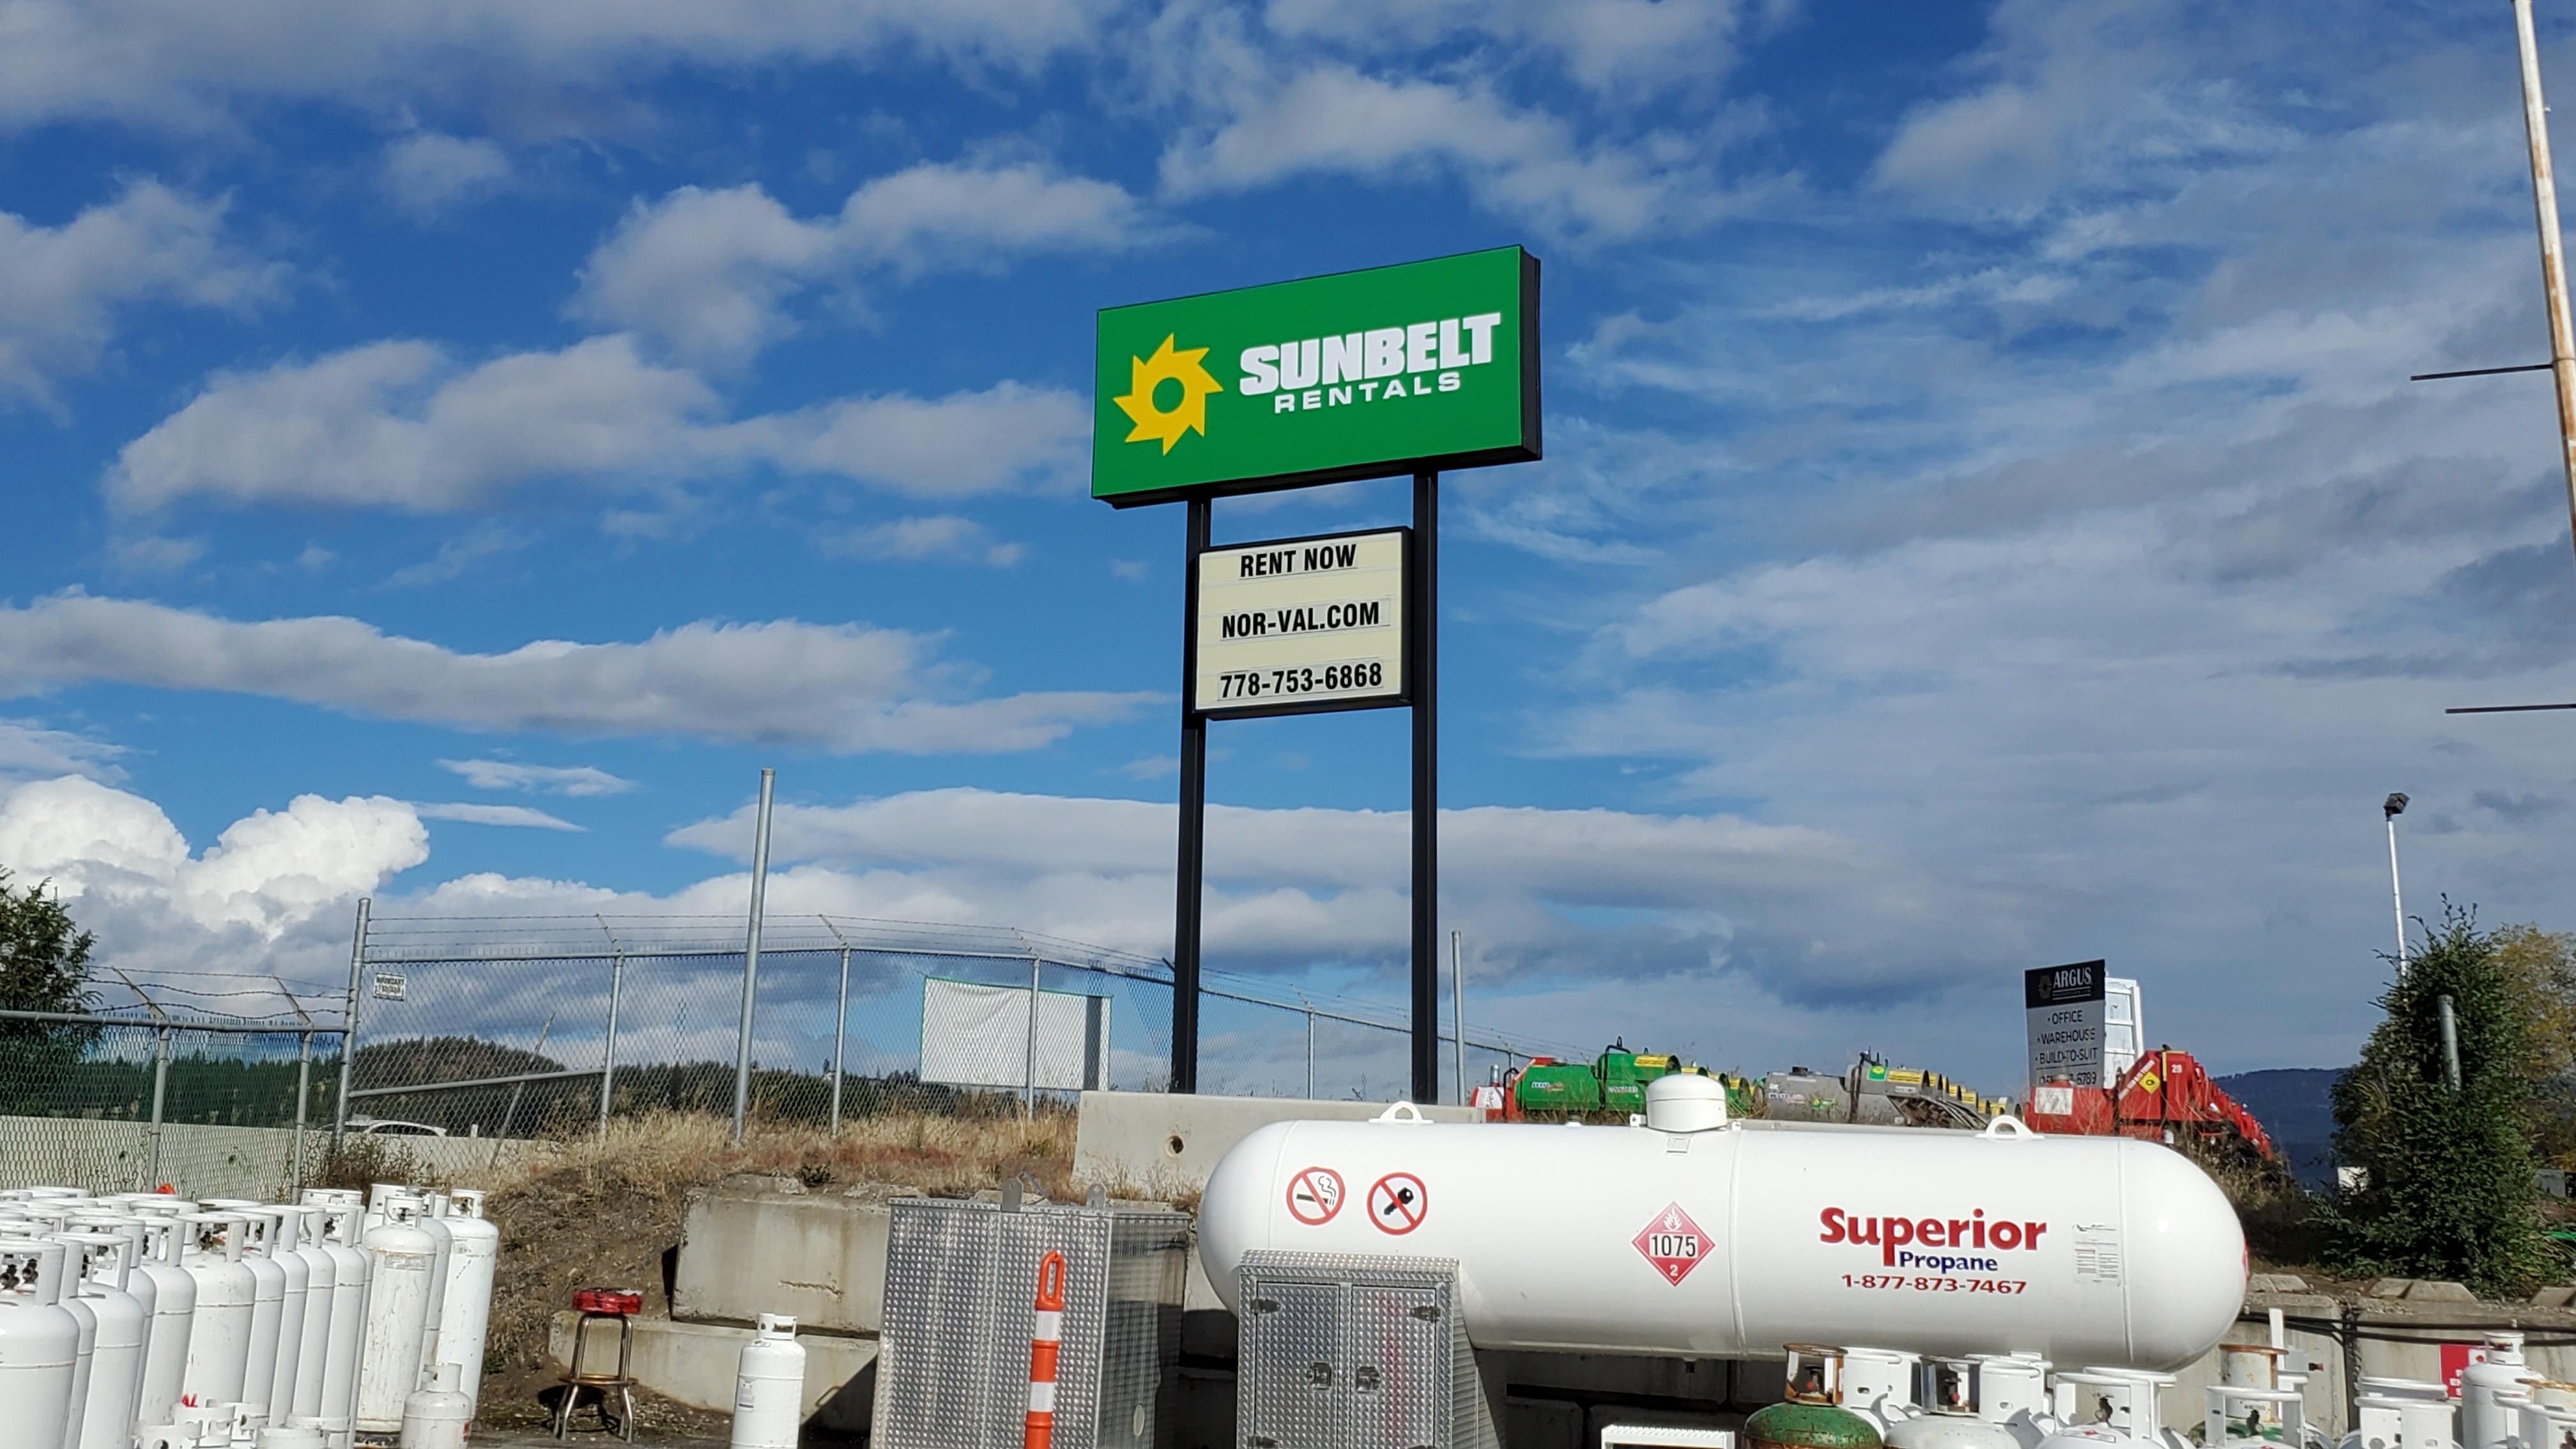 SUNBELT
RENTALS
RENT NOW
NOR-VAL.COM
778-753-6868
ARGUS
• OFFICE
• WAREHOUSE
• BUILD-TO-SUIT
28
1075
2
Superior
Propane
1-877-873-7467